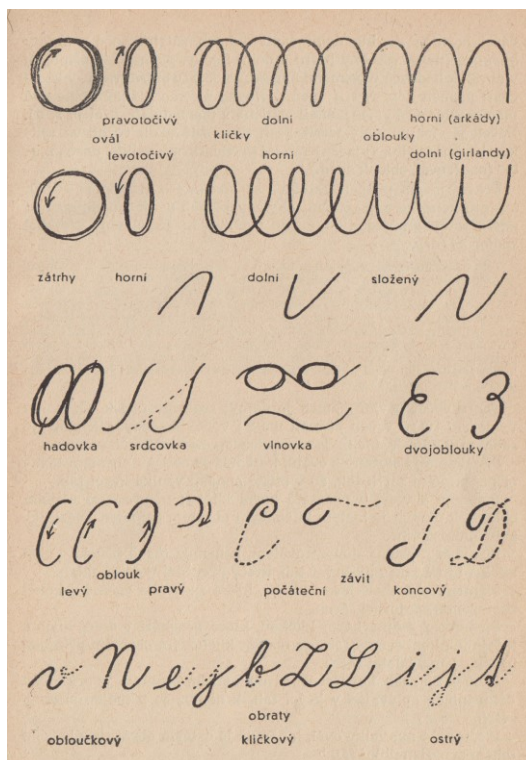 pravotočivý
dolní
horní (arkády)
ovál
kličky
oblouky
levotočivý
horní
dolní (girlandy)
zátrhy horní dolní složený
hadovka srdcovka vlnovka dvojoblouky
oblouk
závit
levý pravý počáteční koncový
v N e y b Z L i j t
obraty
obloučkový kličkový ostrý